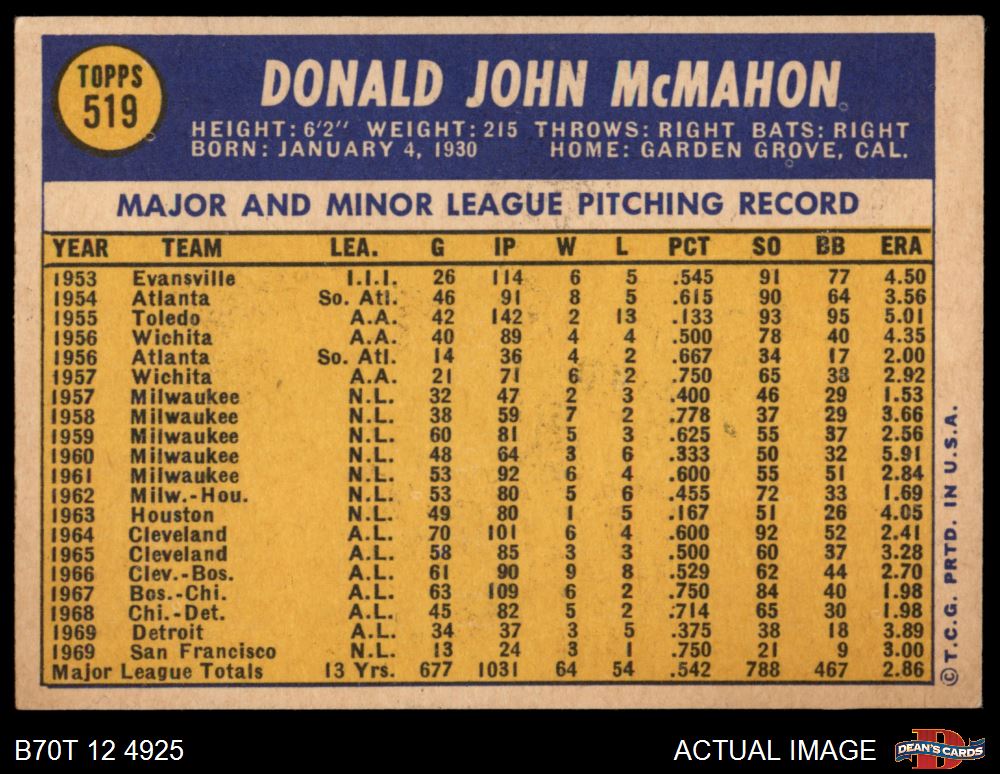 TOPPS
519
DONALD JOHN McMAHON
HEIGHT: 6'2" WEIGHT: 215 THROWS: RIGHT BATS: RIGHT
BORN: JANUARY 4, 1930 HOME: GARDEN GROVE, CAL.
MAJOR AND MINOR LEAGUE PITCHING RECORD
YEAR TEAM LEA. G IP W L PCT SO BB ERA
1953 Evansville I.I.I. 26 114 6 5 .545 91 77 4.50
1954 Atlanta So. Atl. 46 91 8 5 .615 90 64 3.56
1955 Toledo A.A. 42 142 2 13 .133 93 95 5.01
1956 Wichita A.A. 40 89 4 4 .500 78 40 4.35
1956 Atlanta So. Atl. 14 36 4 2 .667 34 17 2.00
1957 Wichita A.A. 21 71 6 2 .750 65 38 2.92
1957 Milwaukee N.L. 32 47 2 3 .400 46 29 1.53
1958 Milwaukee N.L. 38 59 7 2 .778 37 29 3.66
1959 Milwaukee N.L. 60 81 5 3 .625 55 37 2.56
1960 Milwaukee N.L. 48 64 3 6 .333 50 32 5.91
1961 Milwaukee N.L. 53 92 6 4 .600 55 51 2.84
1962 Milw.-Hou. N.L. 53 80 5 6 .455 72 33 1.69
1963 Houston N.L. 49 80 1 5 .167 51 26 4.05
1964 Cleveland A.L. 70 101 6 4 .600 92 52 2.41
1965 Cleveland A.L. 58 85 3 3 .500 60 37 3.28
1966 Clev.-Bos. A.L. 61 90 9 8 .529 62 44 2.70
1967 Bos.-Chi. A.L. 63 109 6 2 .750 84 40 1.98
1968 Chi.-Det. A.L. 45 82 5 2 .714 65 30 1.98
1969 Detroit A.L. 34 37 3 5 .375 38 18 3.89
1969 San Francisco N.L. 13 24 3 1 .750 21 9 3.00
Major League Totals 13 Yrs. 677 1031 64 54 .542 788 467 2.86
©T.C.G. PRTD. IN U.S.A.
B70T 12 4925
ACTUAL IMAGE
DEAN'S CARDS